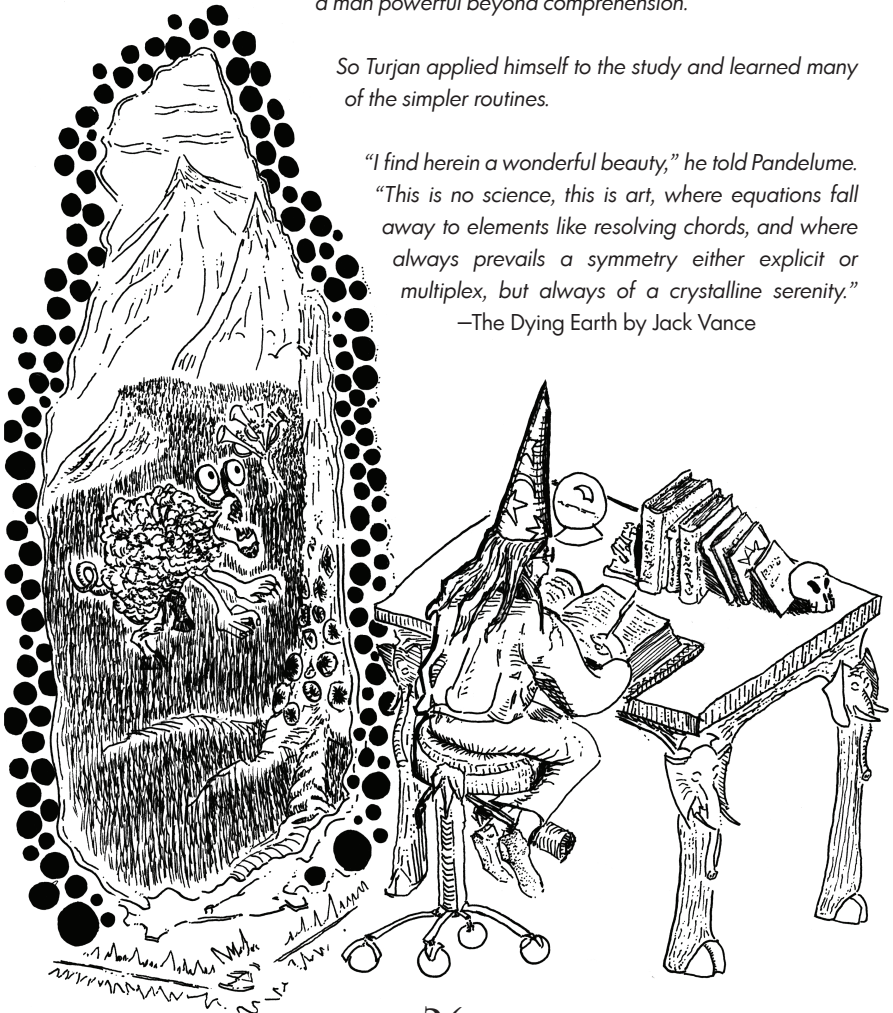 a man powerful beyond comprehension.
So Turjan applied himself to the study and learned many
of the simpler routines.
“I find herein a wonderful beauty,” he told Pandelume.
“This is no science, this is art, where equations fall
away to elements like resolving chords, and where
always prevails a symmetry either explicit or
multiplex, but always of a crystalline serenity.”
—The Dying Earth by Jack Vance